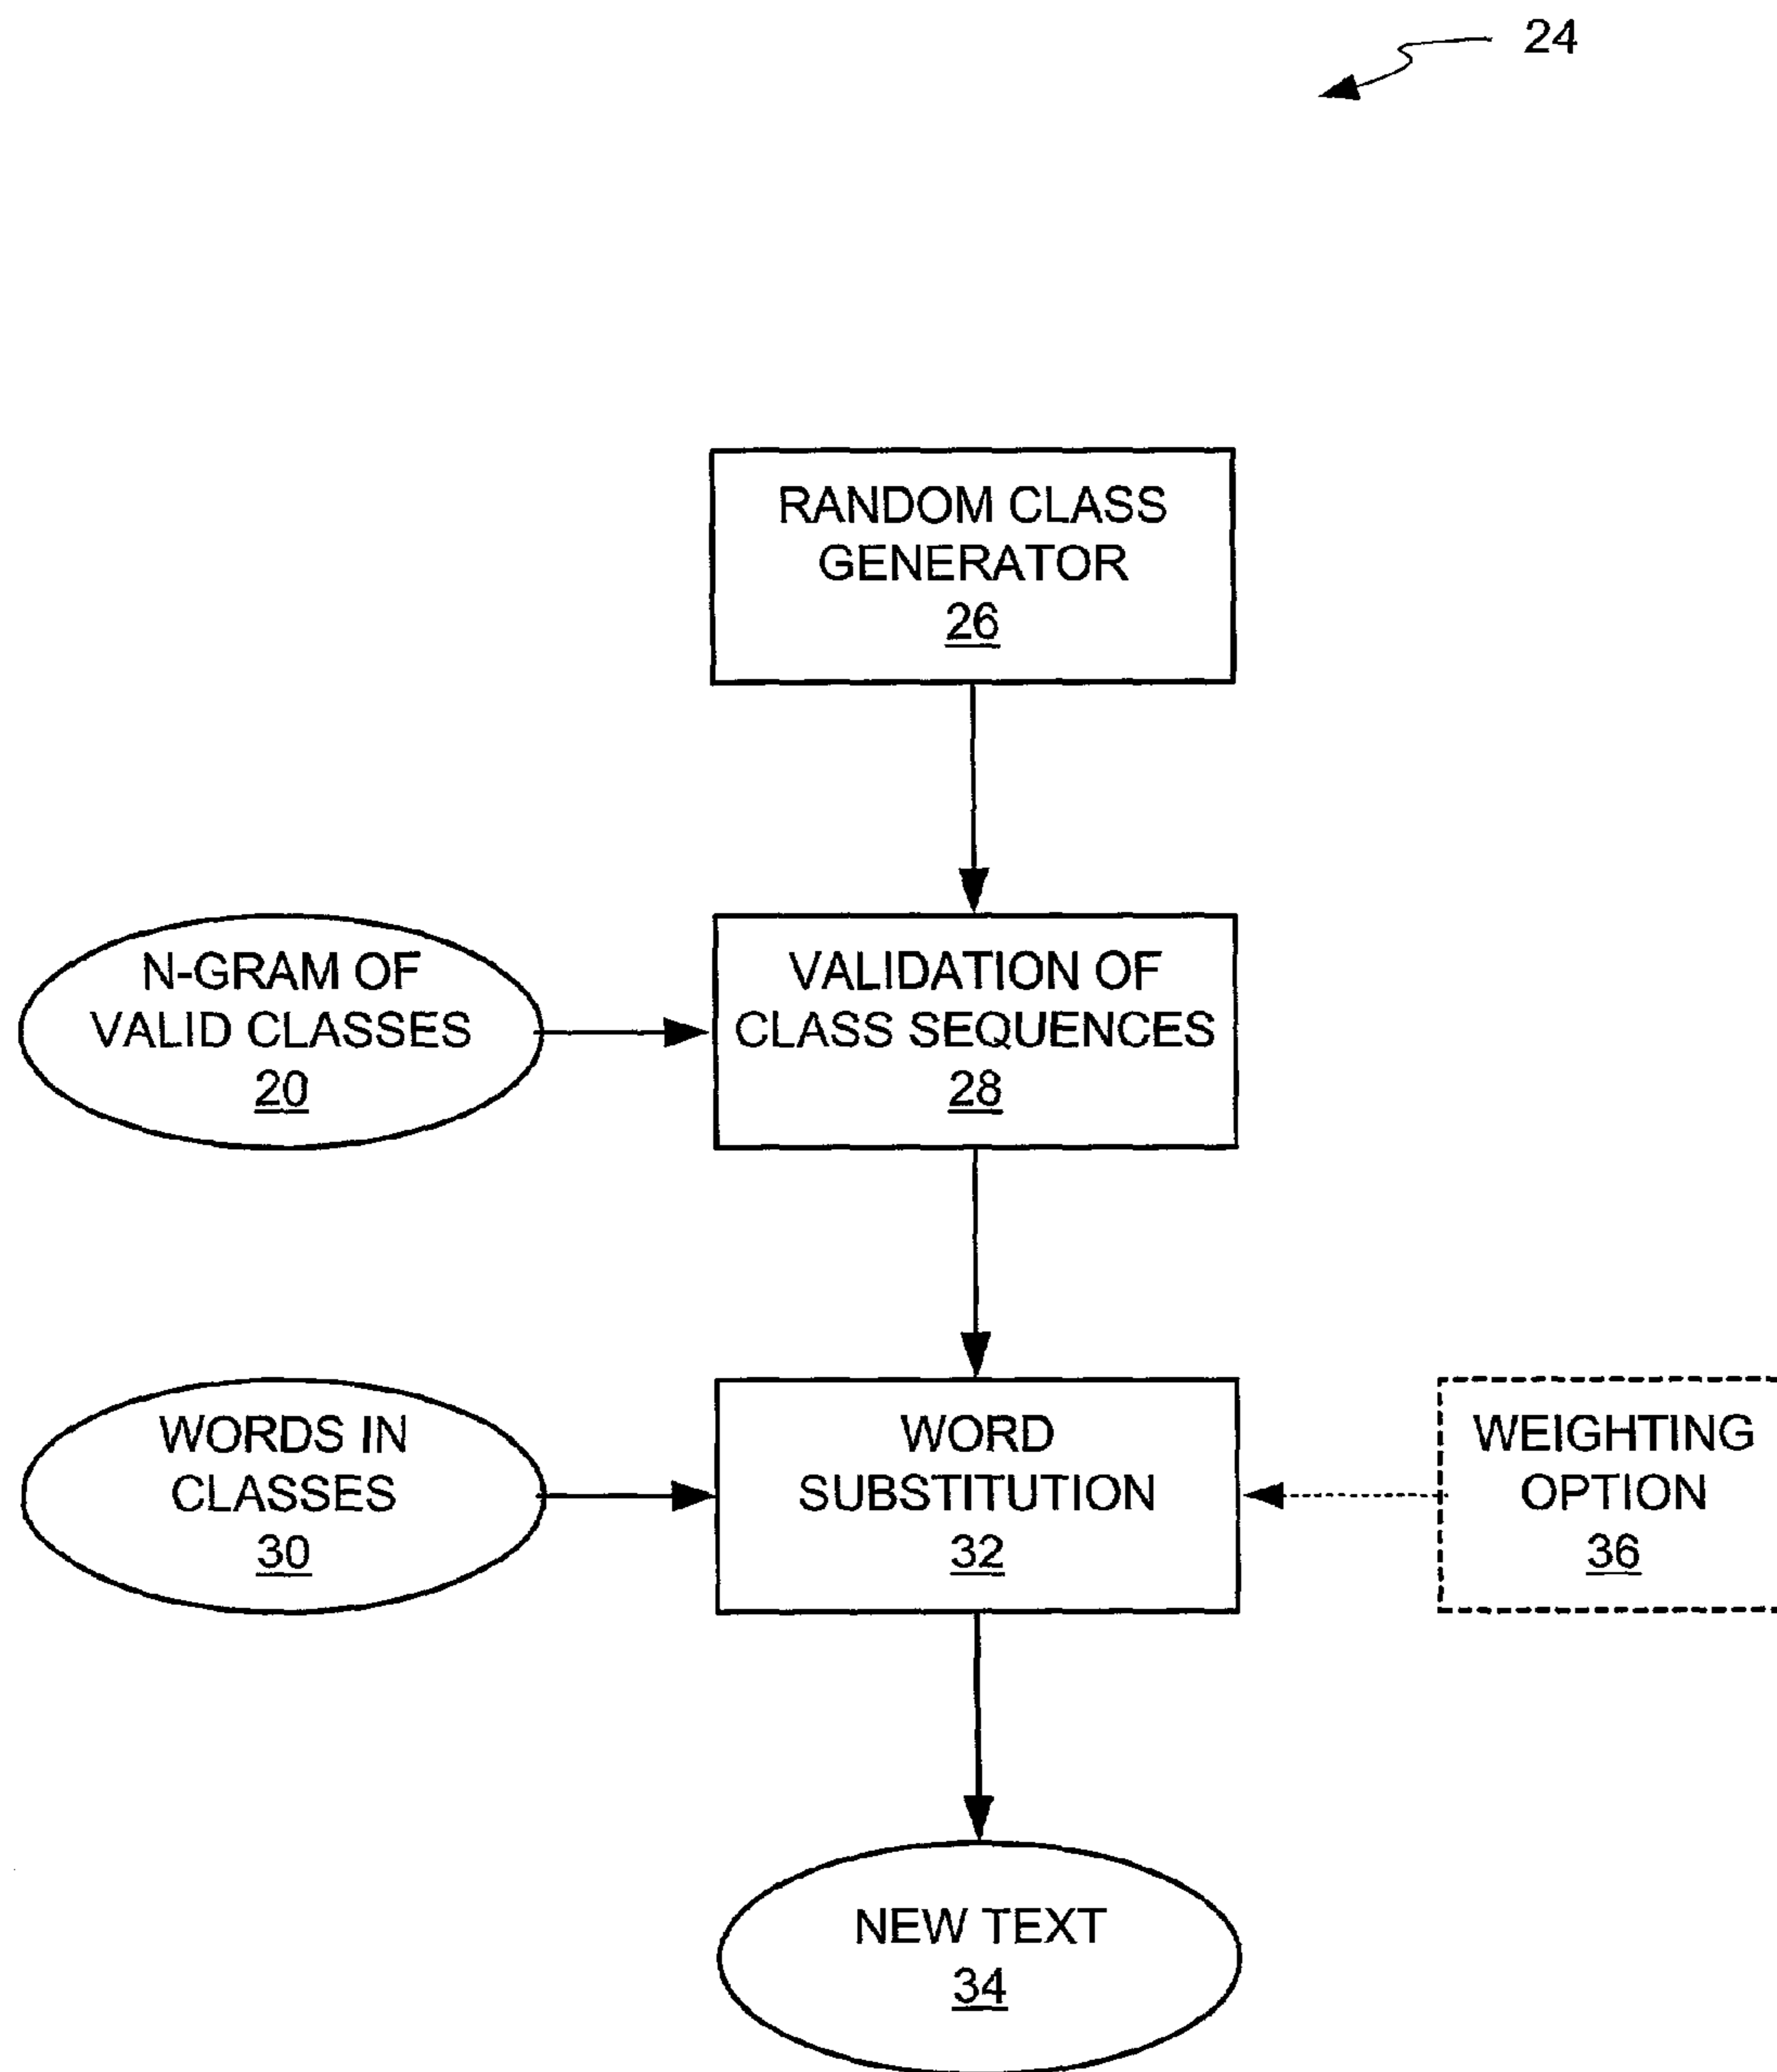 24
RANDOM CLASS
GENERATOR
26
N-GRAM OF
VALID CLASSES
20
VALIDATION OF
CLASS SEQUENCES
28
WORDS IN
CLASSES
30
WORD
SUBSTITUTION
32
WEIGHTING
OPTION
36
NEW TEXT
34